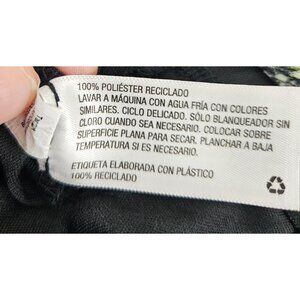 100% POLIÉSTER RECICLADO
LAVAR A MÁQUINA CON AGUA FRÍA CON COLORES
SIMILARES. CICLO DELICADO. SÓLO BLANQUEADOR SIN
CLORO CUANDO SEA NECESARIO. COLOCAR SOBRE
SUPERFICIE PLANA PARA SECAR. PLANCHAR A BAJA
TEMPERATURA SI ES NECESARIO.
ETIQUETA ELABORADA CON PLÁSTICO
100% RECICLADO